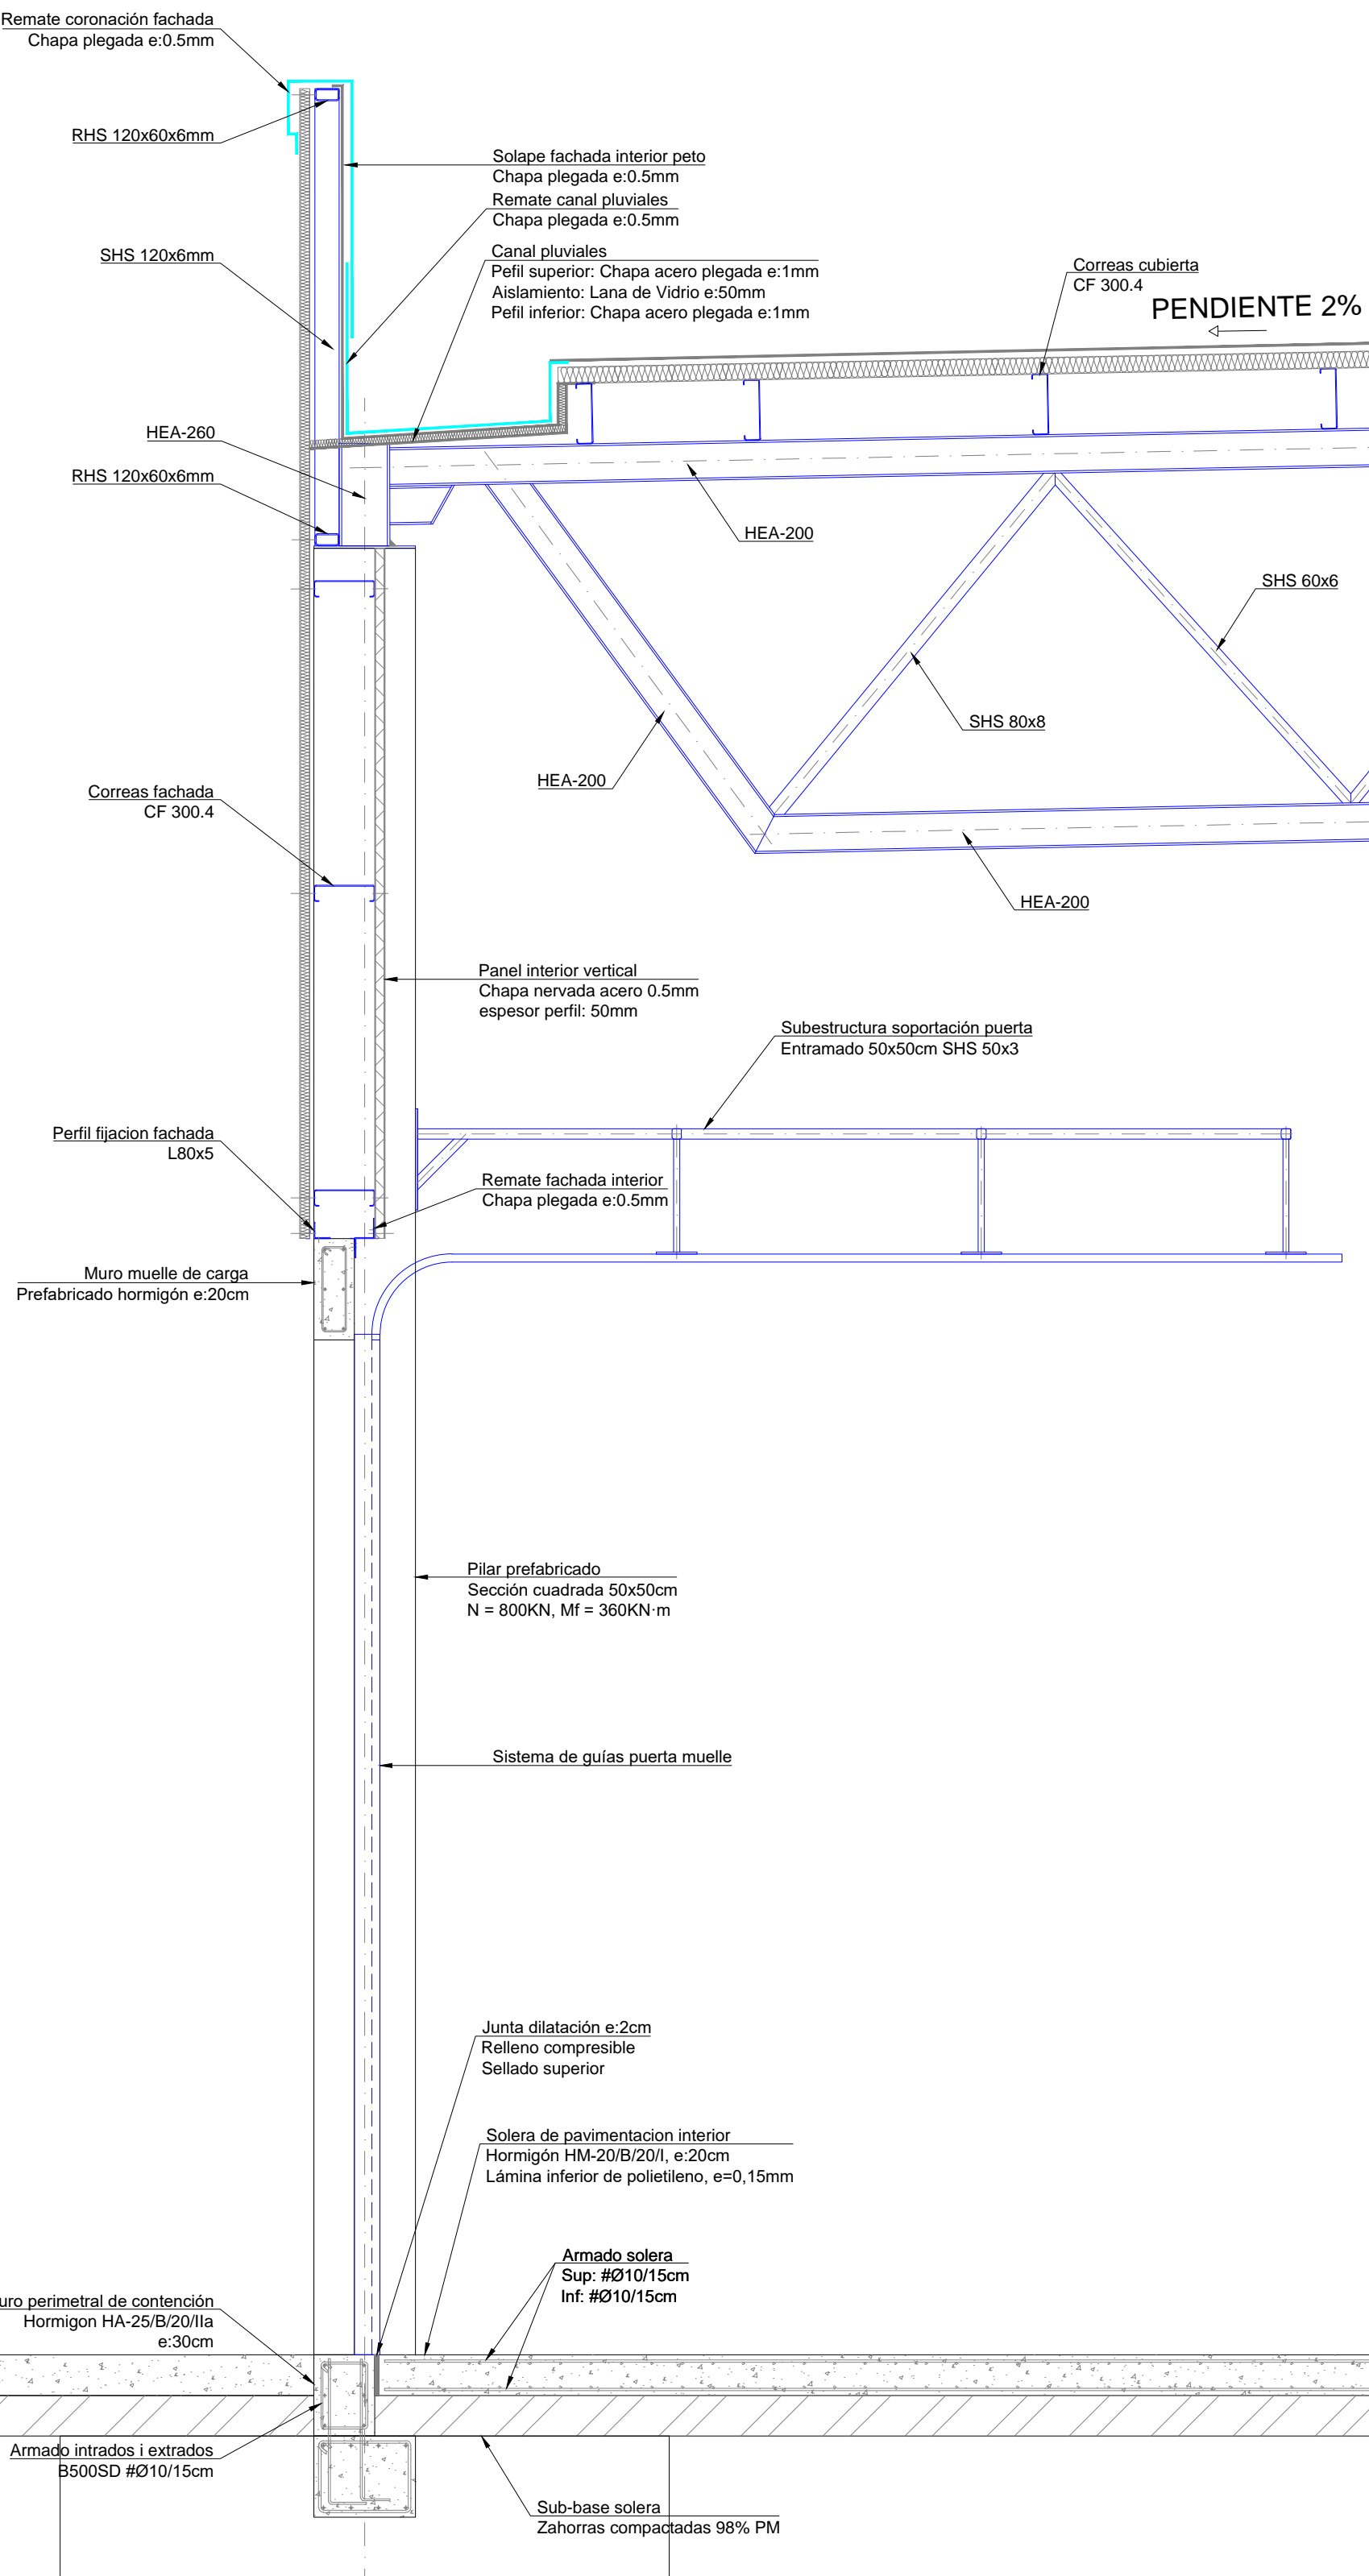 Remate coronación fachada
Chapa plegada e:0.5mm
RHS 120x60x6mm
Solape fachada interior peto
Chapa plegada e:0.5mm
Remate canal pluviales
Chapa plegada e:0.5mm
SHS 120x6mm
Canal pluviales
Pefil superior: Chapa acero plegada e:1mm
Aislamiento: Lana de Vidrio e:50mm
Pefil inferior: Chapa acero plegada e:1mm
Correas cubierta
CF 300.4
PENDIENTE 2%
HEA-260
RHS 120x60x6mm
HEA-200
SHS 60x6
SHS 80x8
HEA-200
Correas fachada
CF 300.4
HEA-200
Panel interior vertical
Chapa nervada acero 0.5mm
espesor perfil: 50mm
Subestructura soportación puerta
Entramado 50x50cm SHS 50x3
Perfil fijacion fachada
L80x5
Remate fachada interior
Chapa plegada e:0.5mm
Muro muelle de carga
Prefabricado hormigón e:20cm
Pilar prefabricado
Sección cuadrada 50x50cm
N = 800KN, Mf = 360KN·m
Sistema de guías puerta muelle
Junta dilatación e:2cm
Relleno compresible
Sellado superior
Solera de pavimentacion interior
Hormigón HM-20/B/20/I, e:20cm
Lámina inferior de polietileno, e=0,15mm
Armado solera
Sup: #Ø10/15cm
Inf: #Ø10/15cm
uro perimetral de contención
Hormigon HA-25/B/20/IIa
e:30cm
Armado intrados i extrados
B500SD #Ø10/15cm
Sub-base solera
Zahorras compactadas 98% PM